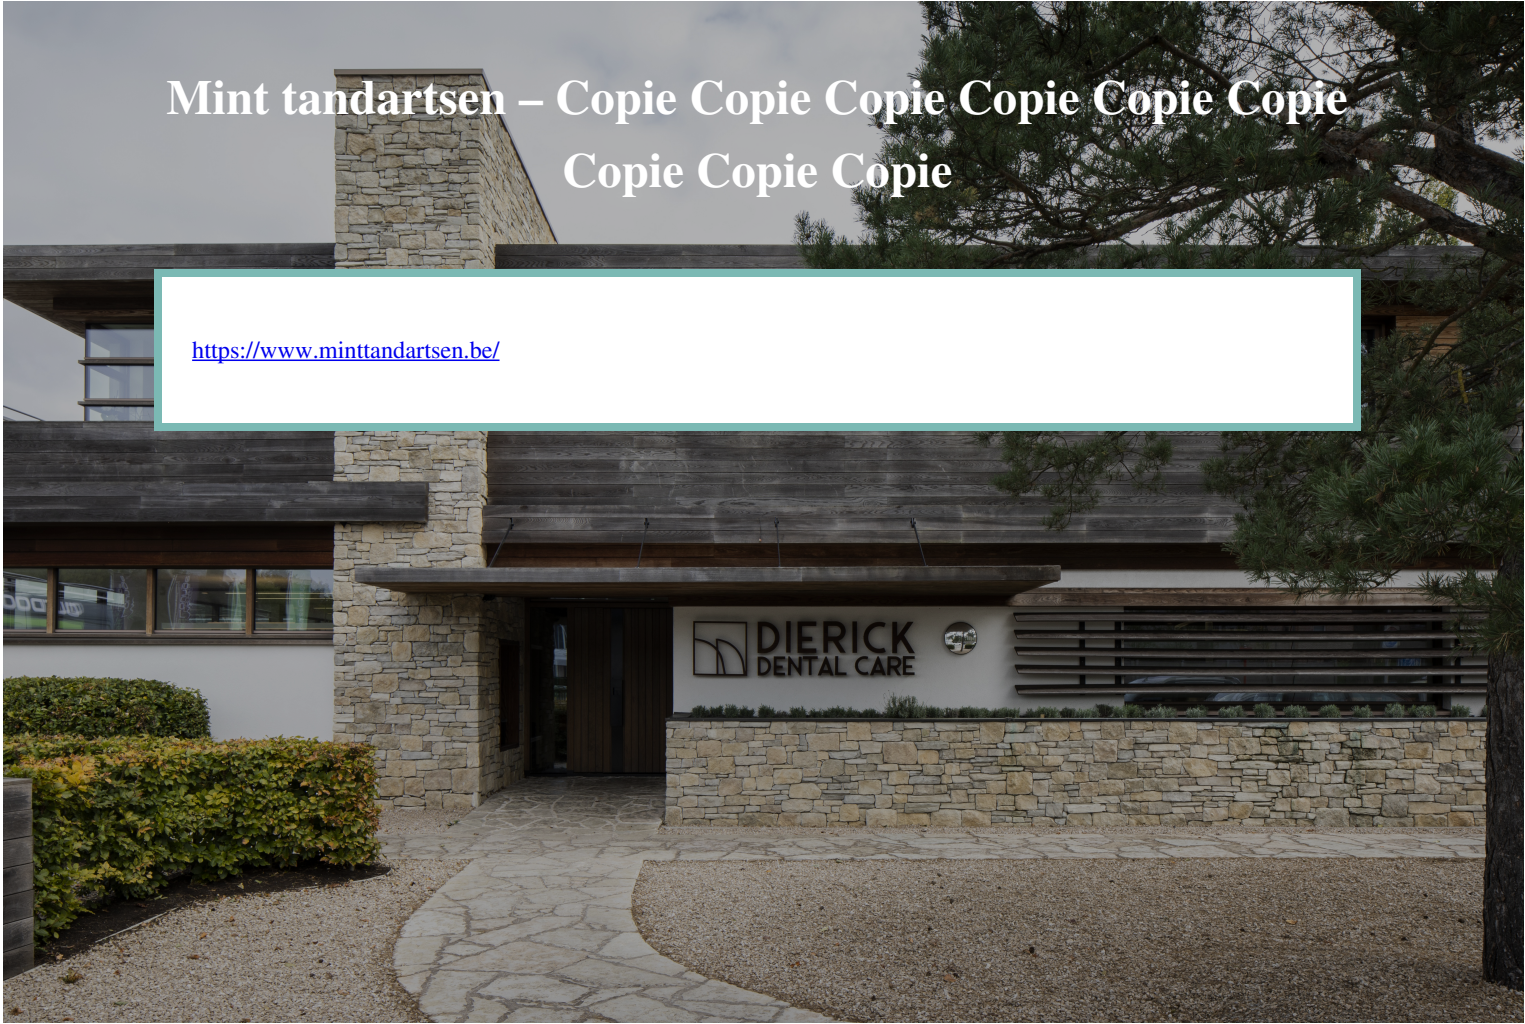 Mint tandartsen – Copie Copie Copie Copie Copie Copie
Copie Copie Copie
https://www.minttandartsen.be/
DIERICK
DENTAL CARE